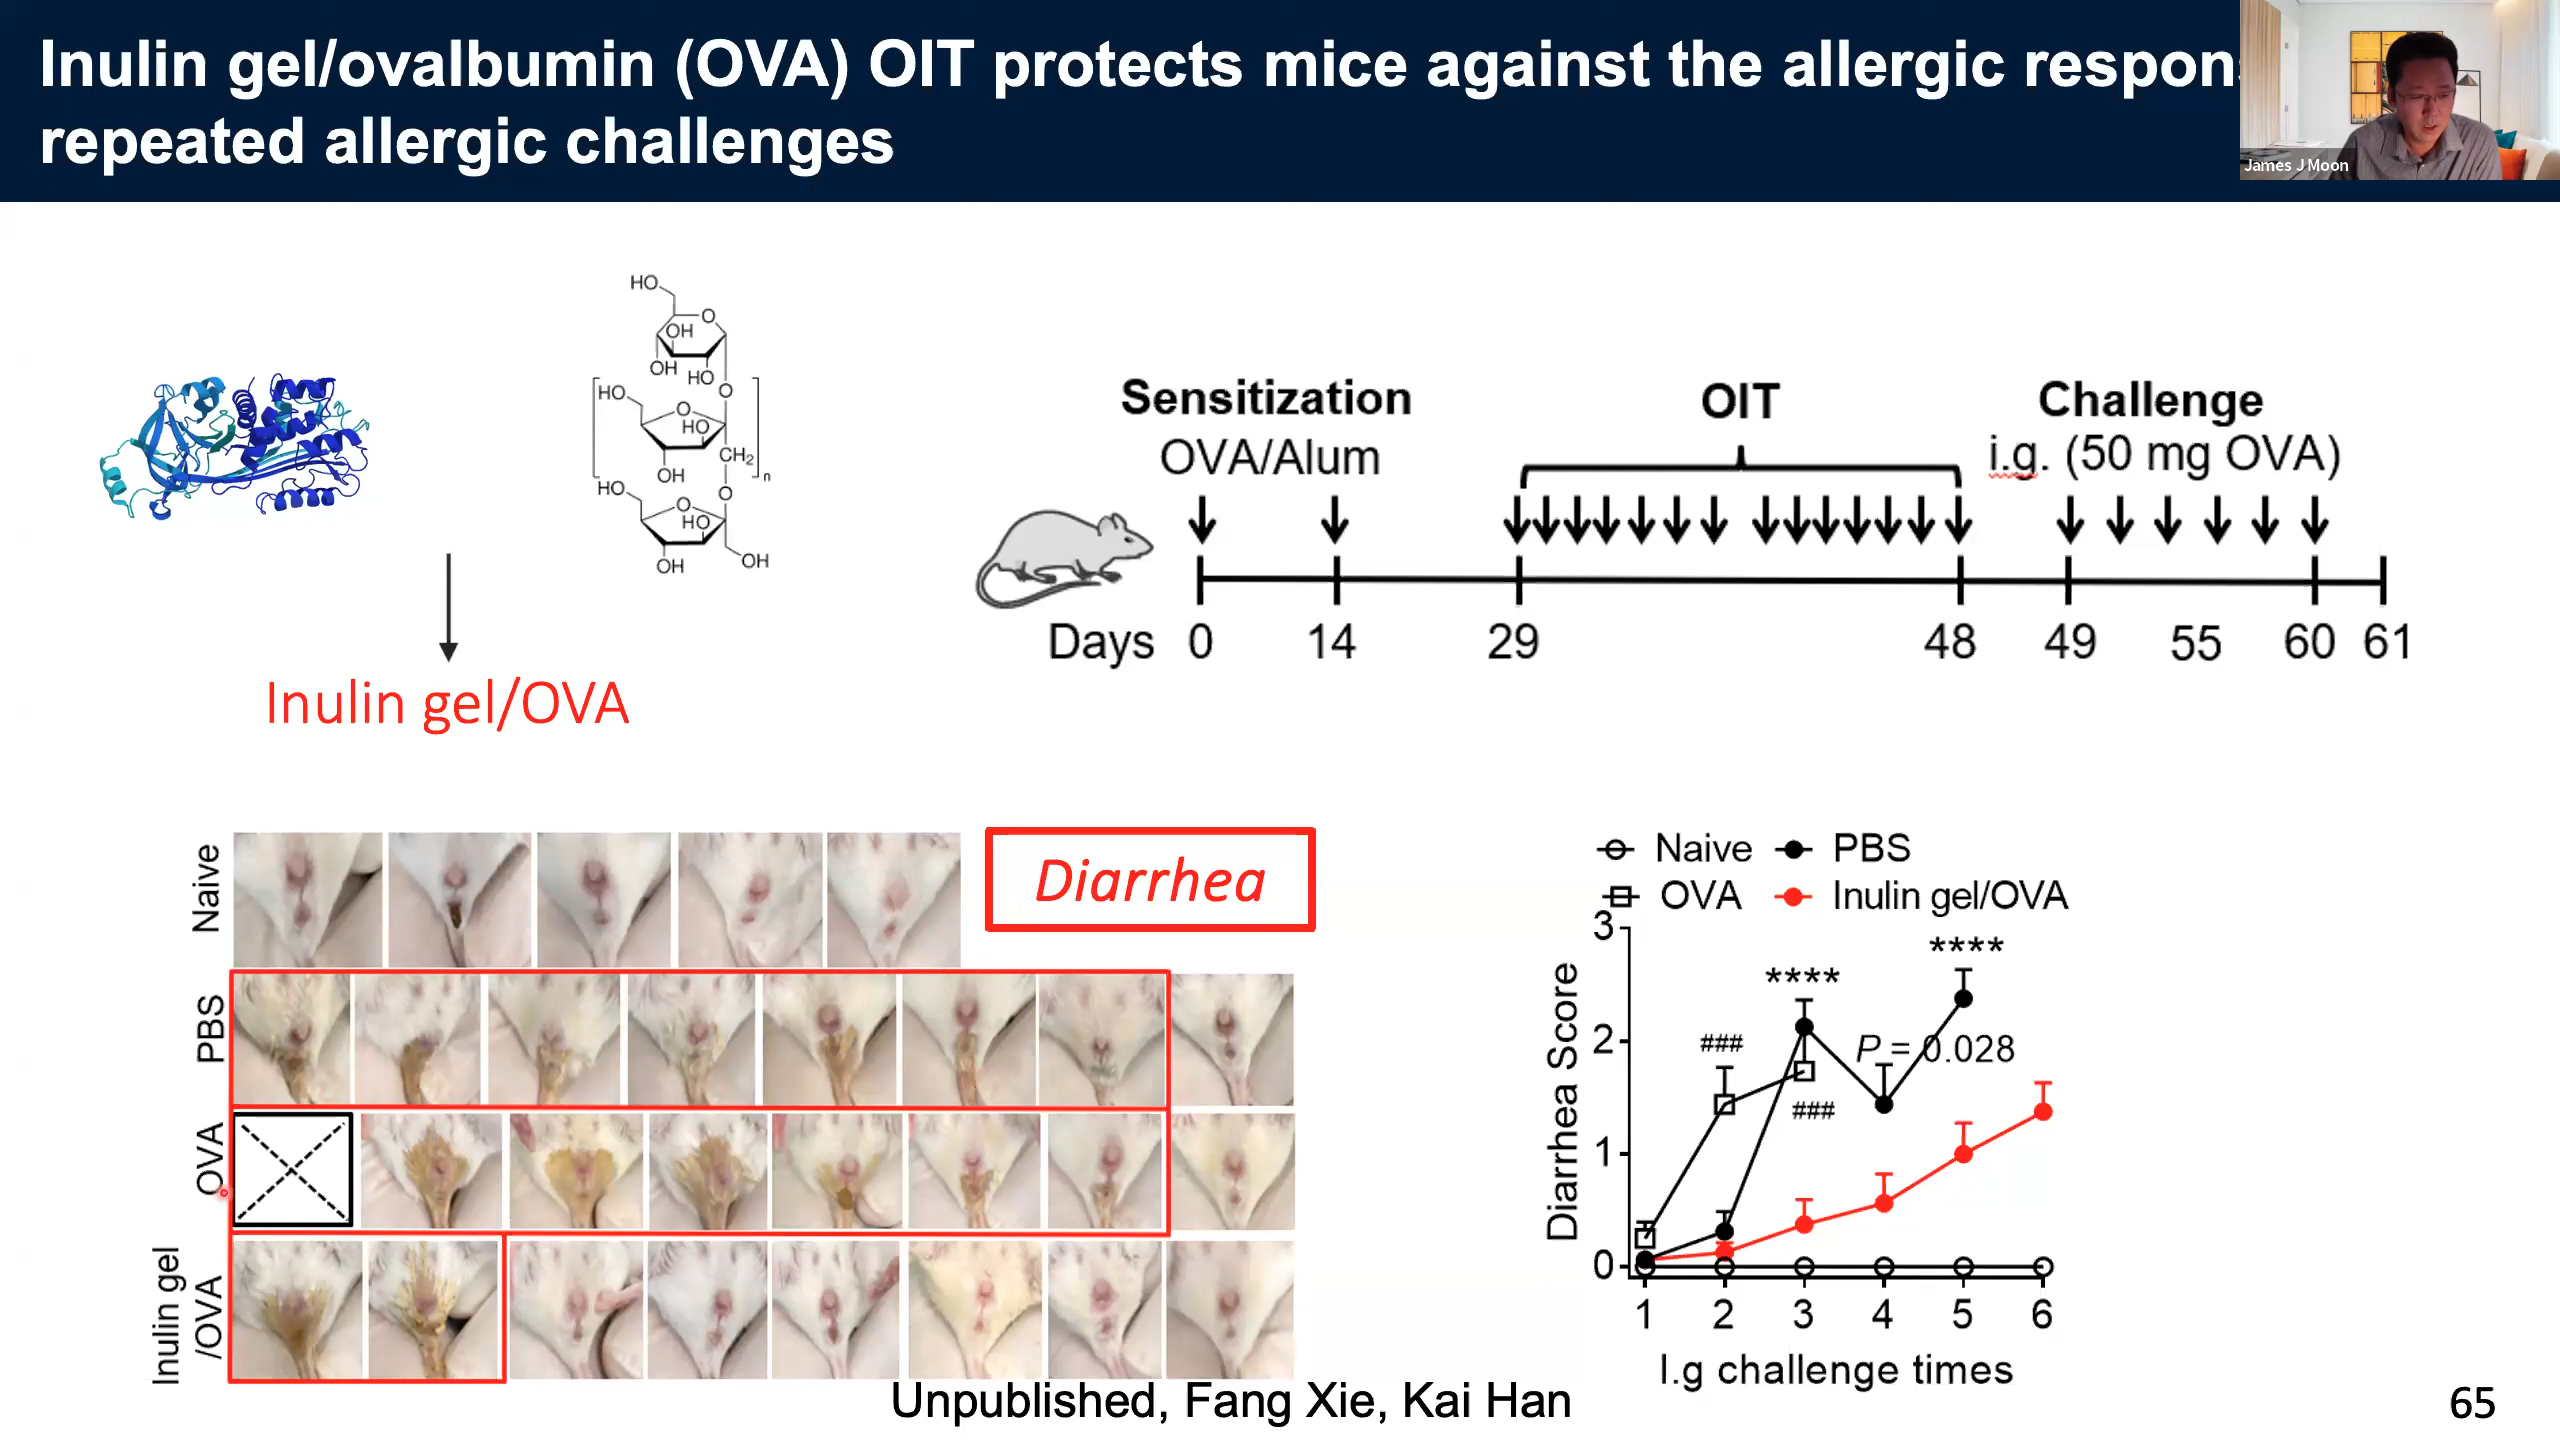 Inulin gel/ovalbumin (OVA) OIT protects mice against the allergic
repeated allergic challenges
James J Moon
HO
O
OH
OH
HO
O
HO
O
HO
CH2
OH
n
HO
O
O
HO
OH
OH
Inulin gel/OVA
Sensitization
OVA/Alum
OIT
Challenge
i.g. (50 mg OVA)
Days 0 14 29 48 49 55 60 61
Naive
PBS
OVA
Inulin gel
/OVA
Diarrhea
Naive PBS
OVA Inulin gel/OVA
Diarrhea Score
3
2
1
0
****
****
###
P = 0.028
###
1 2 3 4 5 6
I.g challenge times
Unpublished, Fang Xie, Kai Han
65